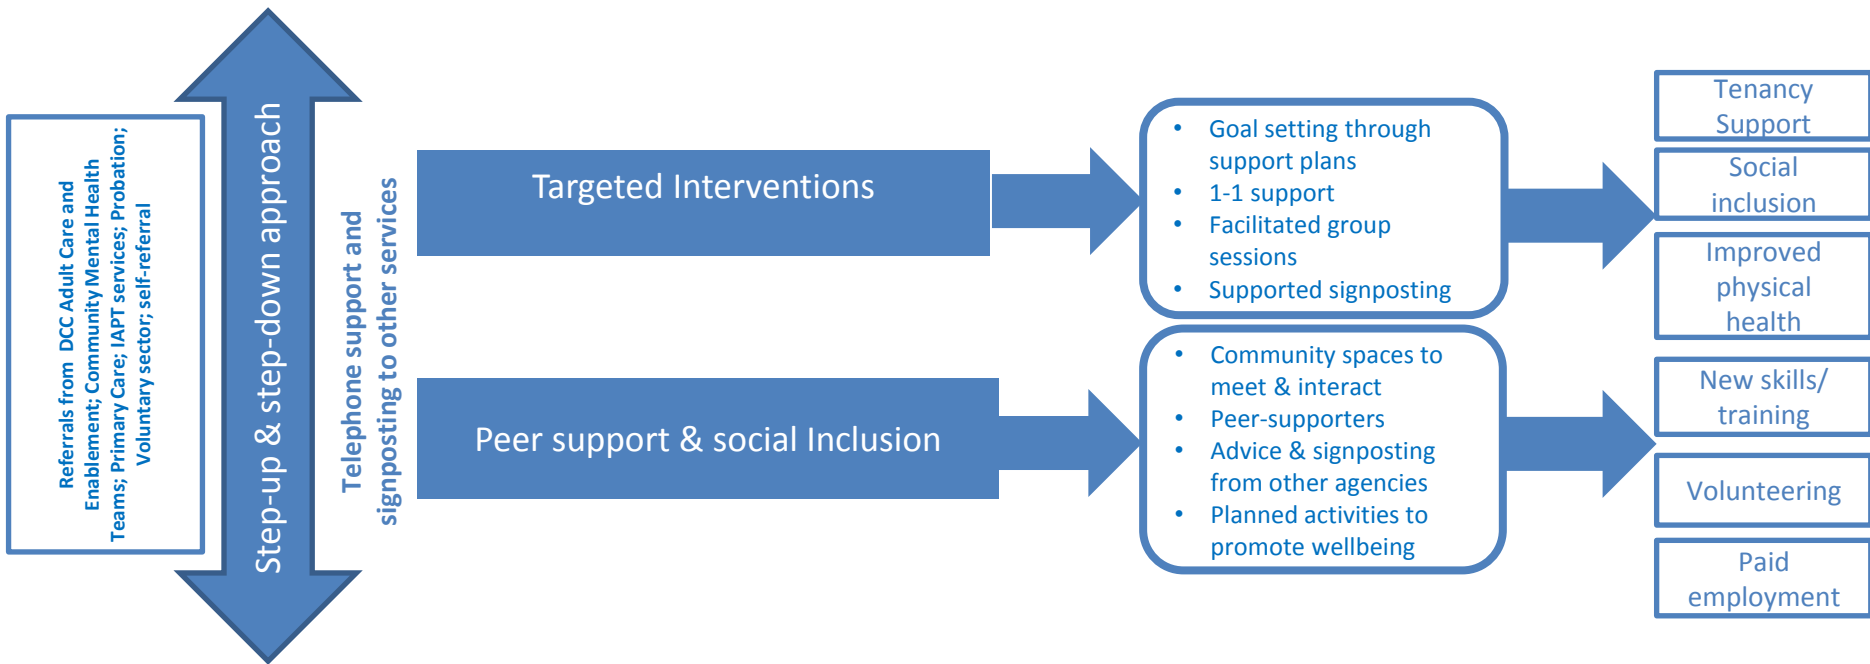 Referrals from DCC Adult Care and
Enablement; Community Mental Health
Teams; Primary Care; IAPT services; Probation;
Voluntary sector; self-referral
Step-up & step-down approach
Telephone support and
signposting to other services
Targeted Interventions
• Goal setting through
support plans
• 1-1 support
• Facilitated group
sessions
• Supported signposting
Peer support & social Inclusion
• Community spaces to
meet & interact
• Peer-supporters
• Advice & signposting
from other agencies
• Planned activities to
promote wellbeing
Tenancy
Support
Social
inclusion
Improved
physical
health
New skills/
training
Volunteering
Paid
employment